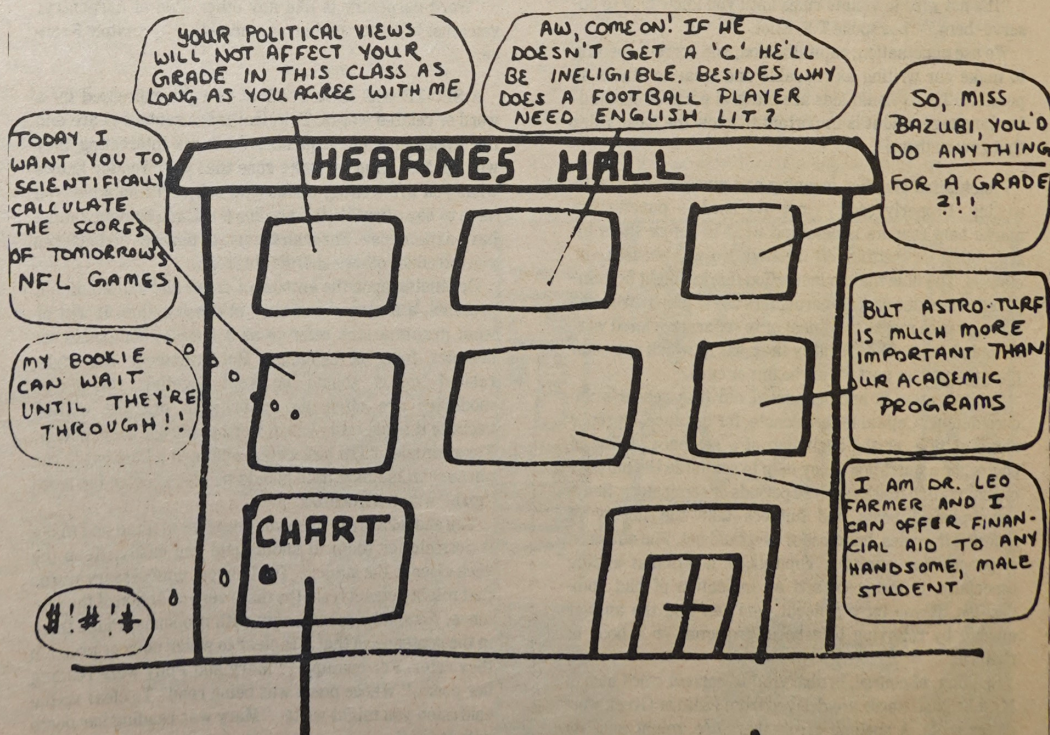 YOUR POLITICAL VIEWS
WILL NOT AFFECT YOUR
GRADE IN THIS CLASS AS
LONG AS YOU AGREE WITH ME
AW, COME ON! IF HE
DOESN'T GET A 'C' HE'LL
BE INELIGIBLE. BESIDES WHY
DOES A FOOTBALL PLAYER
NEED ENGLISH LIT?
SO, MISS
BAZUBI, YOU'D
DO ANYTHING
FOR A GRADE
?!!
TODAY I
WANT YOU TO
SCIENTIFICALLY
CALCULATE
THE SCORES
OF TOMORROW'S
NFL GAMES
HEARNES HALL
MY BOOKIE
CAN WAIT
UNTIL THEY'RE
THROUGH!!
BUT ASTRO-TURF
IS MUCH MORE
IMPORTANT THAN
UR ACADEMIC
PROGRAMS
I AM DR. LEO
FARMER AND I
CAN OFFER FINAN-
CIAL AID TO ANY
HANDSOME, MALE
STUDENT
CHART
#!#!#